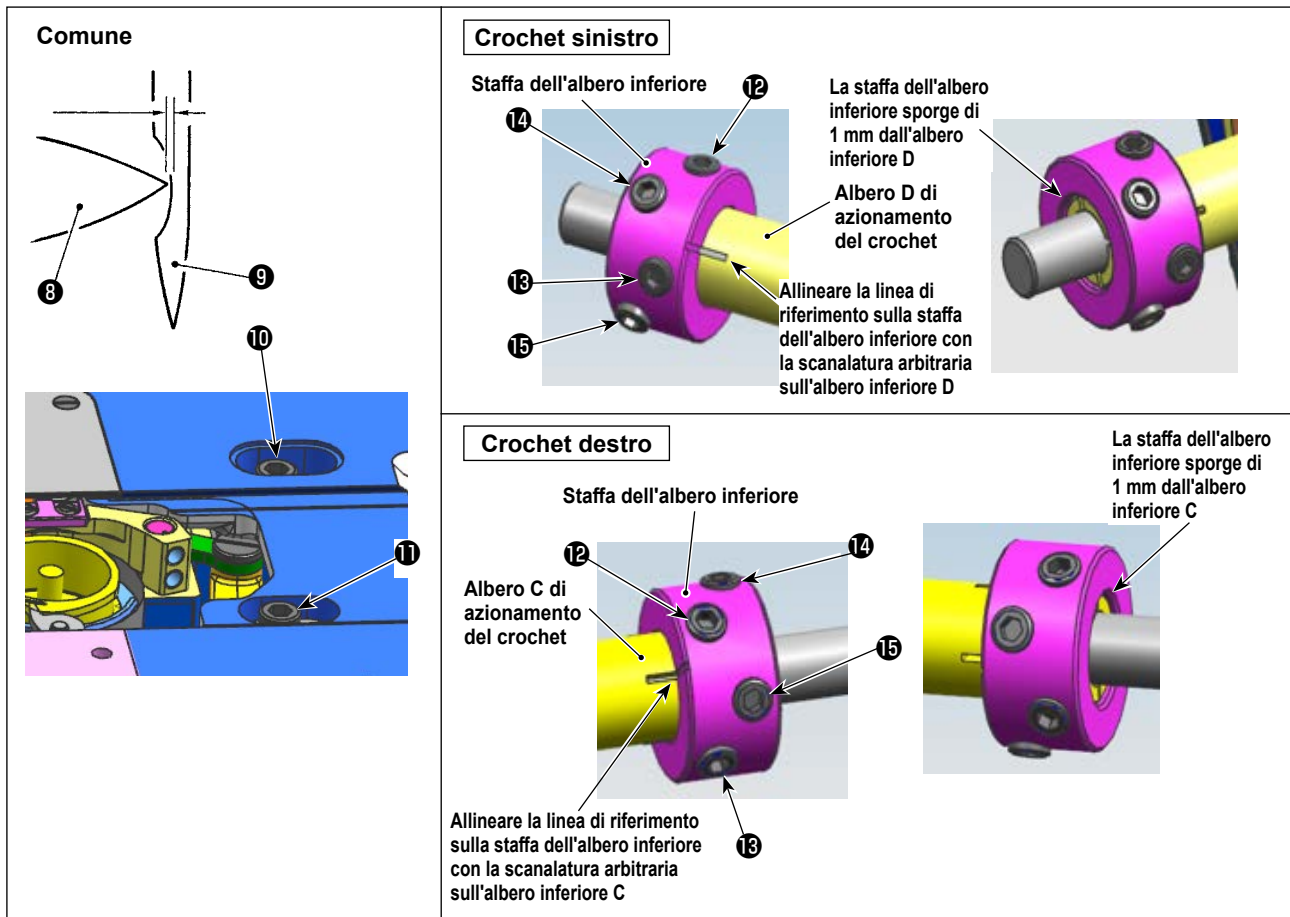 Comune
❽
❾
❿
⓫
Crochet sinistro
Staffa dell'albero inferiore
⓬
⓮
⓭
⓯
La staffa dell'albero
inferiore sporge di
1 mm dall'albero
inferiore D
Albero D di
azionamento
del crochet
Allineare la linea di
riferimento sulla staffa
dell'albero inferiore con
la scanalatura arbitraria
sull'albero inferiore D
Crochet destro
Staffa dell'albero inferiore
⓬
⓮
Albero C di
azionamento
del crochet
⓯
⓭
Allineare la linea di riferimento
sulla staffa dell'albero inferiore
con la scanalatura arbitraria
sull'albero inferiore C
La staffa dell'albero
inferiore sporge di
1 mm dall'albero
inferiore C